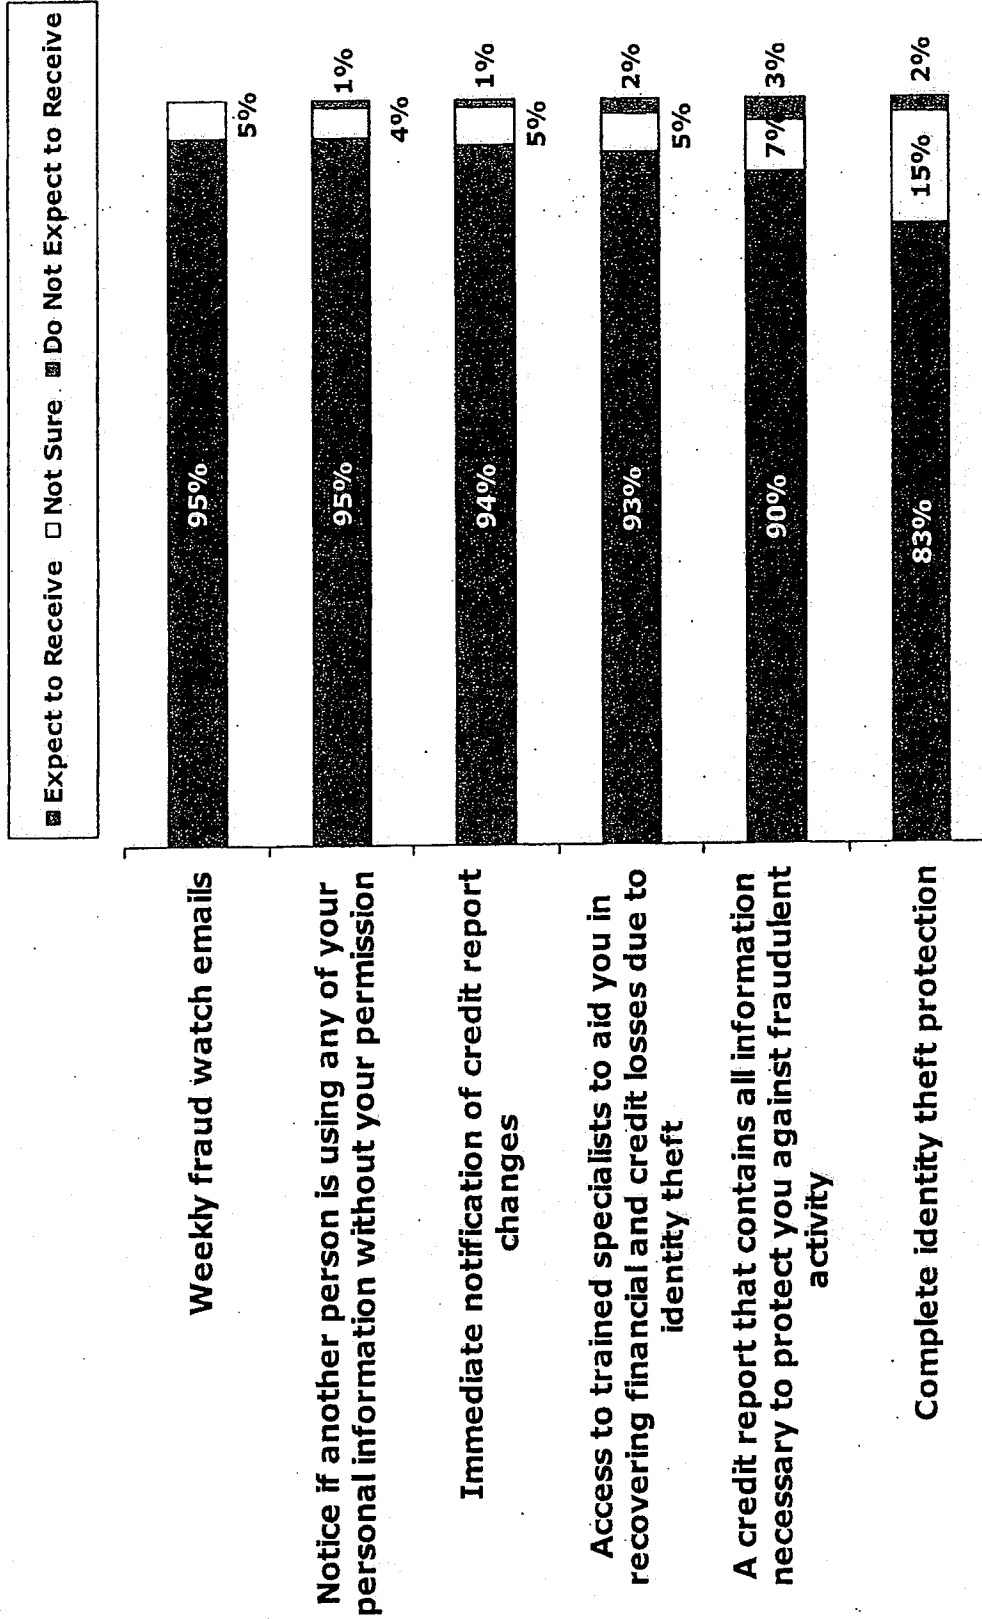 Expect to Receive Not Sure Do Not Expect to Receive
Weekly fraud watch emails
95%
5%
Notice if another person is using any of your
personal information without your permission
95%
4%
1%
Immediate notification of credit report
changes
94%
5%
1%
Access to trained specialists to aid you in
recovering financial and credit losses due to
identity theft
93%
5%
2%
A credit report that contains all information
necessary to protect you against fraudulent
activity
90%
7%
3%
Complete identity theft protection
83%
15%
2%